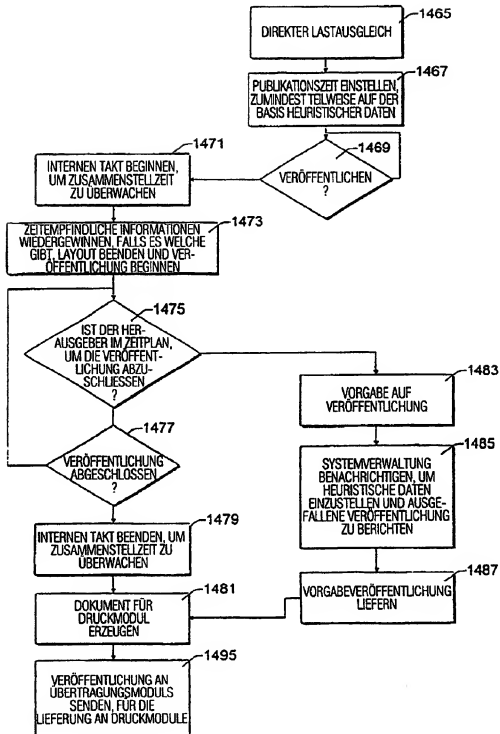 1465
DIREKTER LASTAUSGLEICH
1467
PUBLIKATIONSZEIT EINSTELLEN,
ZUMINDEST TEILWEISE AUF DER
BASIS HEURISTISCHER DATEN
1469
VERÖFFENTLICHEN
?
1471
INTERNEN TAKT BEGINNEN,
UM ZUSAMMENSTELLZEIT
ZU ÜBERWACHEN
1473
ZEITEMPFINDLICHE INFORMATIONEN
WIEDERGEWINNEN, FALLS ES WELCHE
GIBT, LAYOUT BEENDEN UND VER-
ÖFFENTLICHUNG BEGINNEN
1475
IST DER HER-
AUSGEBER IM ZEITPLAN,
UM DIE VERÖFFENT-
LICHUNG ABZU-
SCHLIESSEN
?
1477
VERÖFFENTLICHUNG
ABGESCHLOSSEN
?
1479
INTERNEN TAKT BEENDEN, UM
ZUSAMMENSTELLZEIT ZU
ÜBERWACHEN
1481
DOKUMENT FÜR
DRUCKMODUL
ERZEUGEN
1495
VERÖFFENTLICHUNG AN
ÜBERTRAGUNGSMODULS
SENDEN, FÜR DIE
LIEFERUNG AN DRUCKMODULE
1483
VORGABE AUF
VERÖFFENTLICHUNG
1485
SYSTEMVERWALTUNG
BENACHRICHTIGEN, UM
HEURISTISCHE DATEN
EINZUSTELLEN UND AUSGE-
FALLENE VERÖFFENTLICHUNG
ZU BERICHTEN
1487
VORGABEVERÖFFENTLICHUNG
LIEFERN